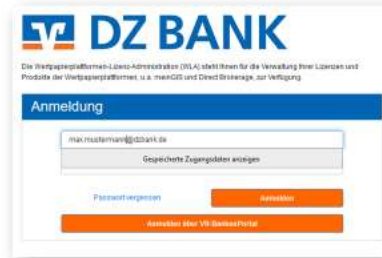 DZ BANK
Die Wertpapierplattformen-Lizenz-Administration (WLA) steht Ihnen für die Verwaltung Ihrer Lizenzen und
Produkte der Wertpapierplattformen, u.a. meinGIS und Direct Brokerage, zur Verfügung.
Anmeldung
max.mustermann@dzbank.de
Gespeicherte Zugangsdaten anzeigen
Passwort vergessen
Anmelden
Anmelden über VR-BankenPortal